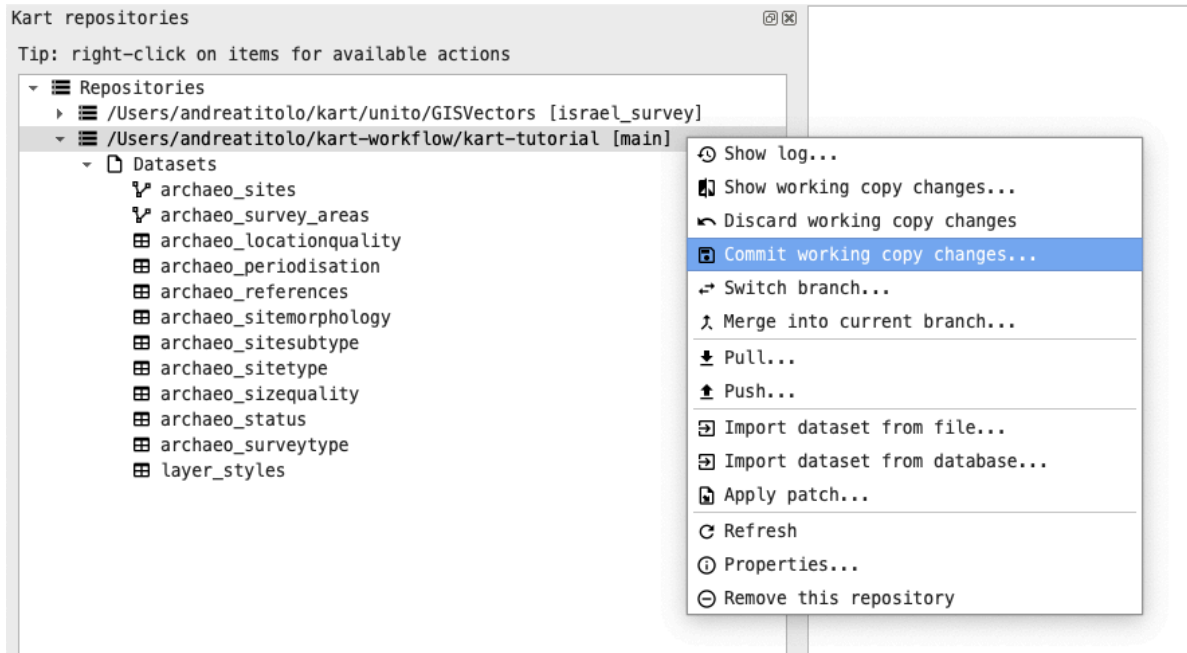 Kart repositories
Tip: right-click on items for available actions
Repositories
/Users/andreatitolo/kart/unito/GISVectors [israel_survey]
/Users/andreatitolo/kart-workflow/kart-tutorial [main]
Datasets
archaeo_sites
archaeo_survey_areas
archaeo_locationquality
archaeo_periodisation
archaeo_references
archaeo_sitemorphology
archaeo_sitesubtype
archaeo_sitetype
archaeo_sizequality
archaeo_status
archaeo_surveytype
layer_styles
Show log...
Show working copy changes...
Discard working copy changes
Commit working copy changes...
Switch branch...
Merge into current branch...
Pull...
Push...
Import dataset from file...
Import dataset from database...
Apply patch...
Refresh
Properties...
Remove this repository